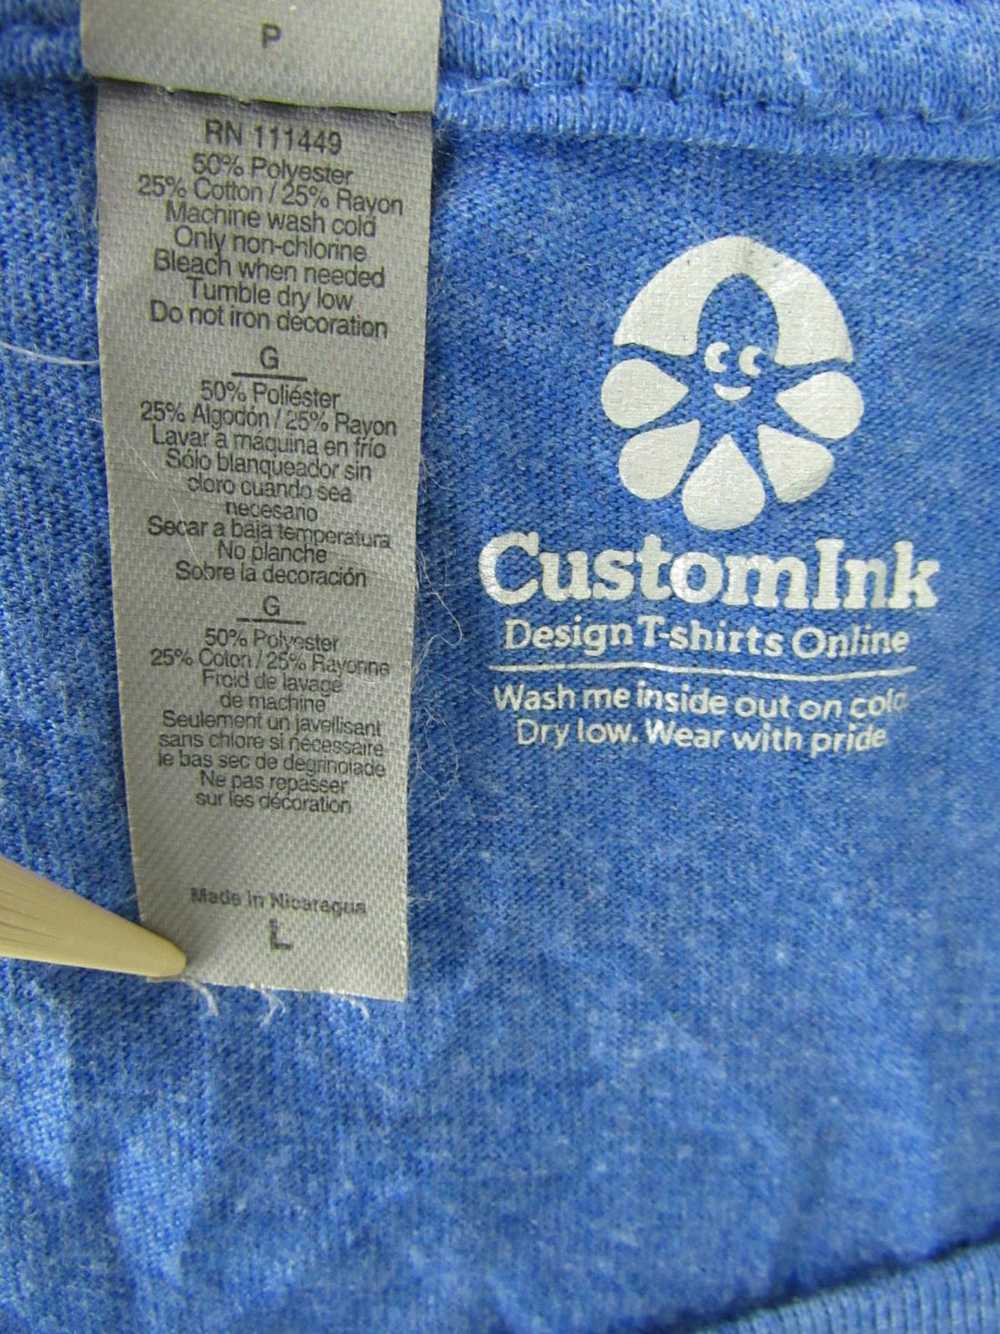 P
RN 111449
50% Polyester
25% Cotton / 25% Rayon
Machine wash cold
Only non-chlorine
Bleach when needed
Tumble dry low
Do not iron decoration
G
50% Poliéster
25% Algodón / 25% Rayon
Lavar a maquina en frío
Sólo blanqueador sin
cloro cuando sea
necesario
Secar a baja temperatura
No planche
Sobre la decoración
G
50% Polyester
25% Coton / 25% Rayonne
Froid de lavage
de machine
Seulement un javellisant
sans chlore si nécessaire
le bas sec de degrinolade
Ne pas repasser
sur les décoration
Made in Nicaragua
L
CustomInk
Design T-shirts Online
Wash me inside out on cold.
Dry low. Wear with pride.